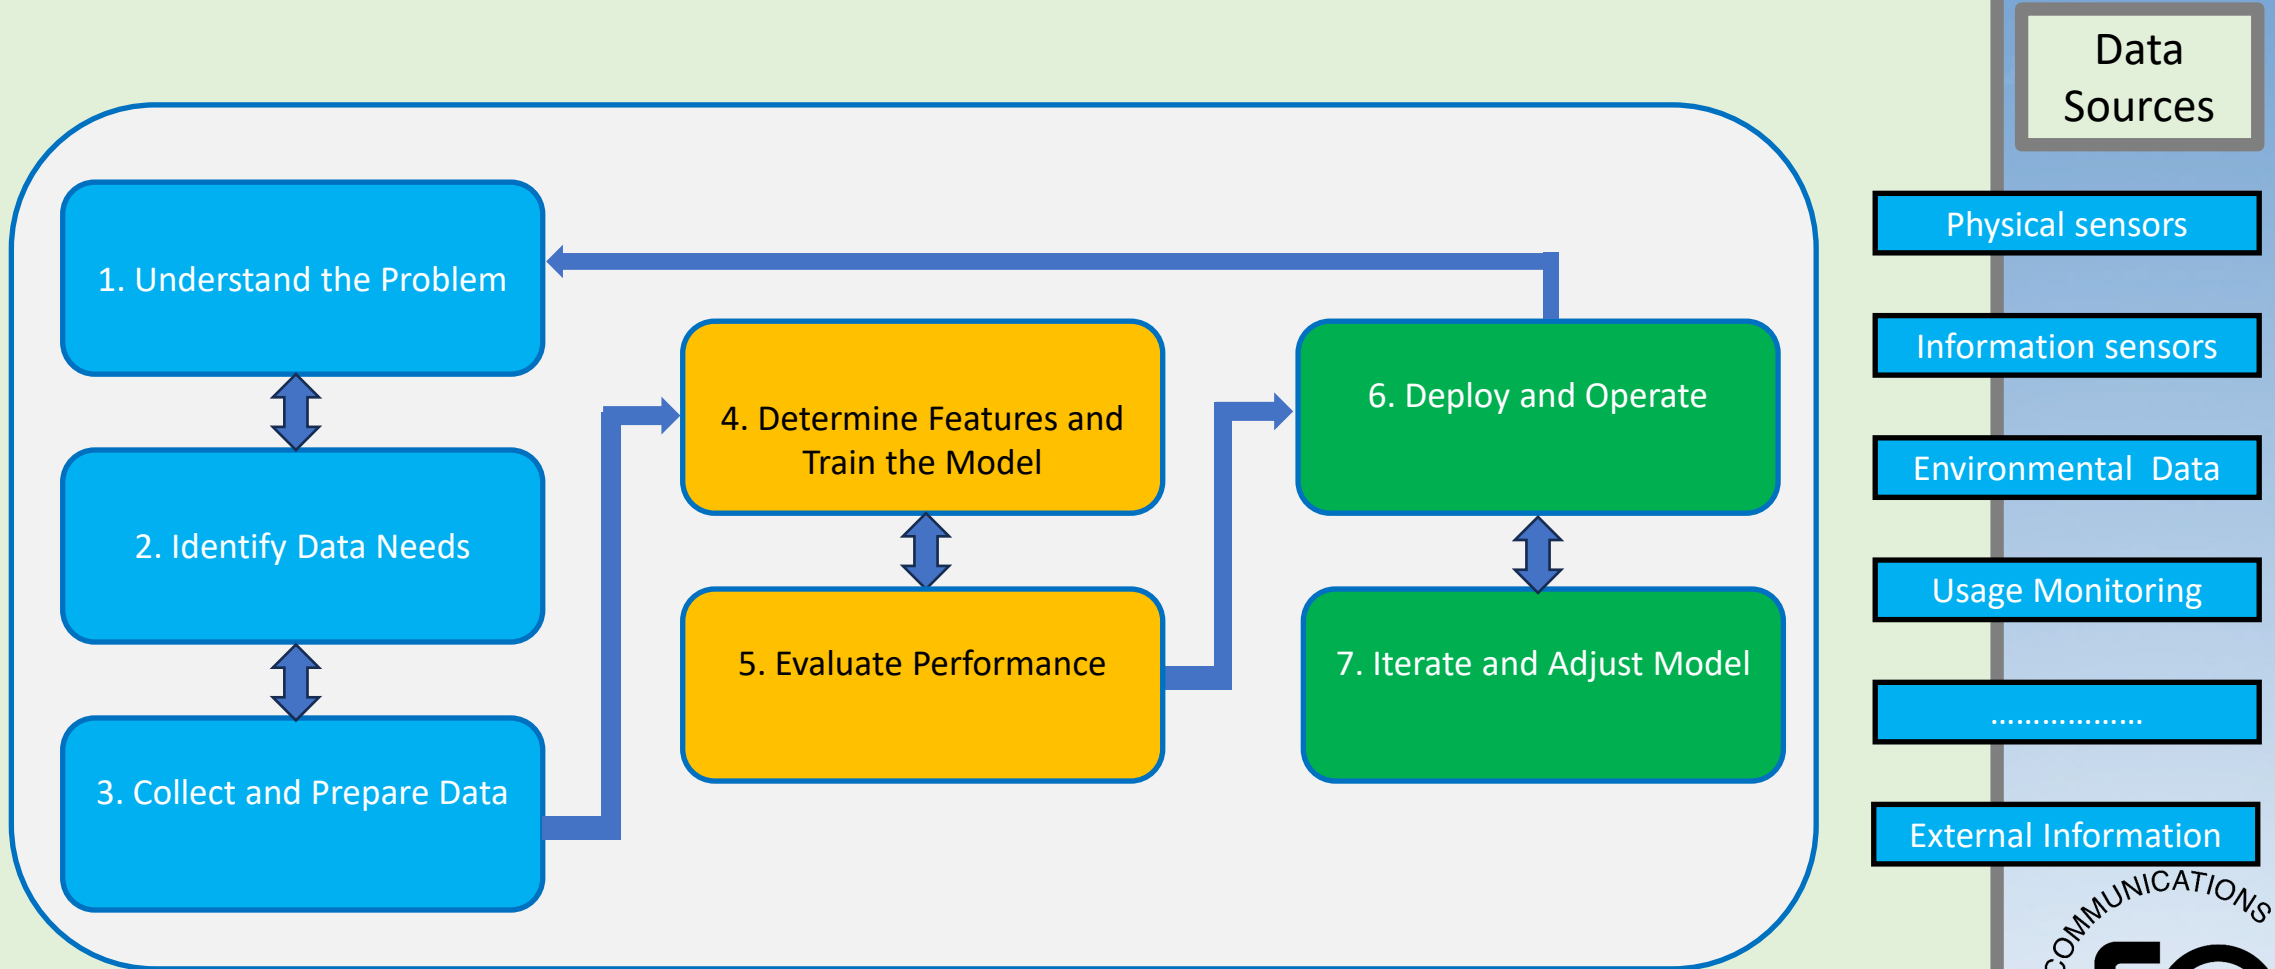 Data
Sources
1. Understand the Problem
2. Identify Data Needs
3. Collect and Prepare Data
4. Determine Features and
Train the Model
5. Evaluate Performance
6. Deploy and Operate
7. Iterate and Adjust Model
Physical sensors
Information sensors
Environmental  Data
Usage Monitoring
………………
External Information
COMMUNICATIONS